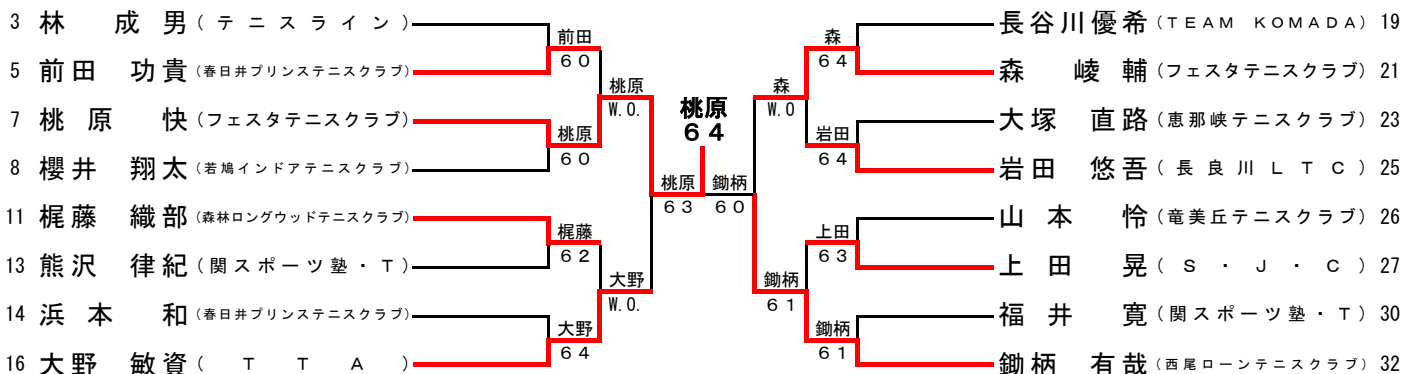 3 林 成男 (テニスライン)
前田
60
5 前田 功貴 (春日井プリンステニスクラブ)
桃原
W.O.
7 桃原 快 (フェスタテニスクラブ)
桃原
60
8 櫻井 翔太 (若鳩インドアテニスクラブ)
桃原
63
11 梶藤 織部 (森林ロングウッドテニスクラブ)
梶藤
62
13 熊沢 律紀 (関スポーツ塾・T)
大野
W.O.
14 浜本 和 (春日井プリンステニスクラブ)
大野
64
16 大野 敏資 (TTA)
桃原
64
長谷川優希 (TEAM KOMADA) 19
森
64
森 崚輔 (フェスタテニスクラブ) 21
森
W.O
大塚 直路 (恵那峡テニスクラブ) 23
岩田
64
岩田 悠吾 (長良川LTC) 25
鋤柄
60
山本 怜 (竜美丘テニスクラブ) 26
上田
63
上田 晃 (S・J・C) 27
鋤柄
61
福井 寛 (関スポーツ塾・T) 30
鋤柄
61
鋤柄 有哉 (西尾ローンテニスクラブ) 32